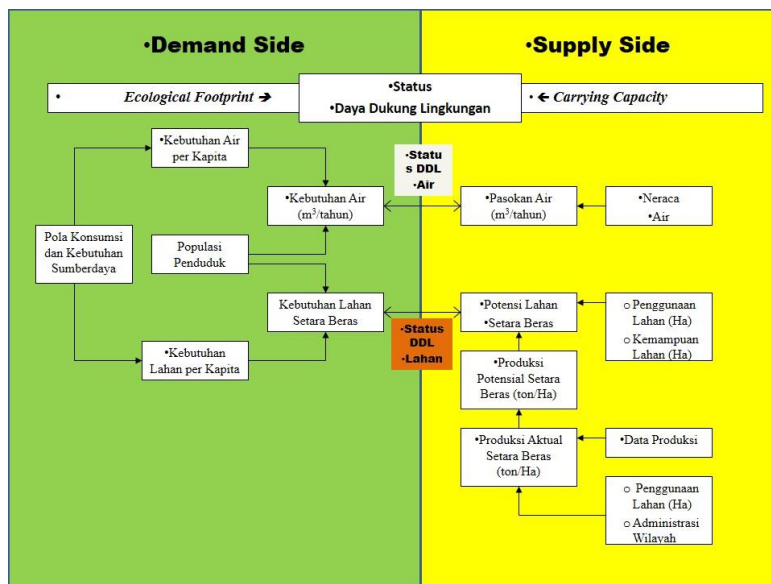 •Demand Side
•Supply Side
•Status
•Daya Dukung Lingkungan
• Ecological Footprint →
• ← Carrying Capacity
•Kebutuhan Air
per Kapita
•Statu
s DDL
•Air
•Kebutuhan Air
(m³/tahun)
•Pasokan Air
(m³/tahun)
•Neraca
•Air
Pola Konsumsi
dan Kebutuhan
Sumberdaya
Populasi
Penduduk
Kebutuhan Lahan
Setara Beras
•Status
DDL
•Lahan
•Potensi Lahan
•Setara Beras
o Penggunaan
Lahan (Ha)
o Kemampuan
Lahan (Ha)
•Kebutuhan
Lahan per Kapita
•Produksi
Potensial Setara
Beras (ton/Ha)
•Produksi Aktual
Setara Beras
(ton/Ha)
•Data Produksi
o Penggunaan
Lahan (Ha)
o Administrasi
Wilayah